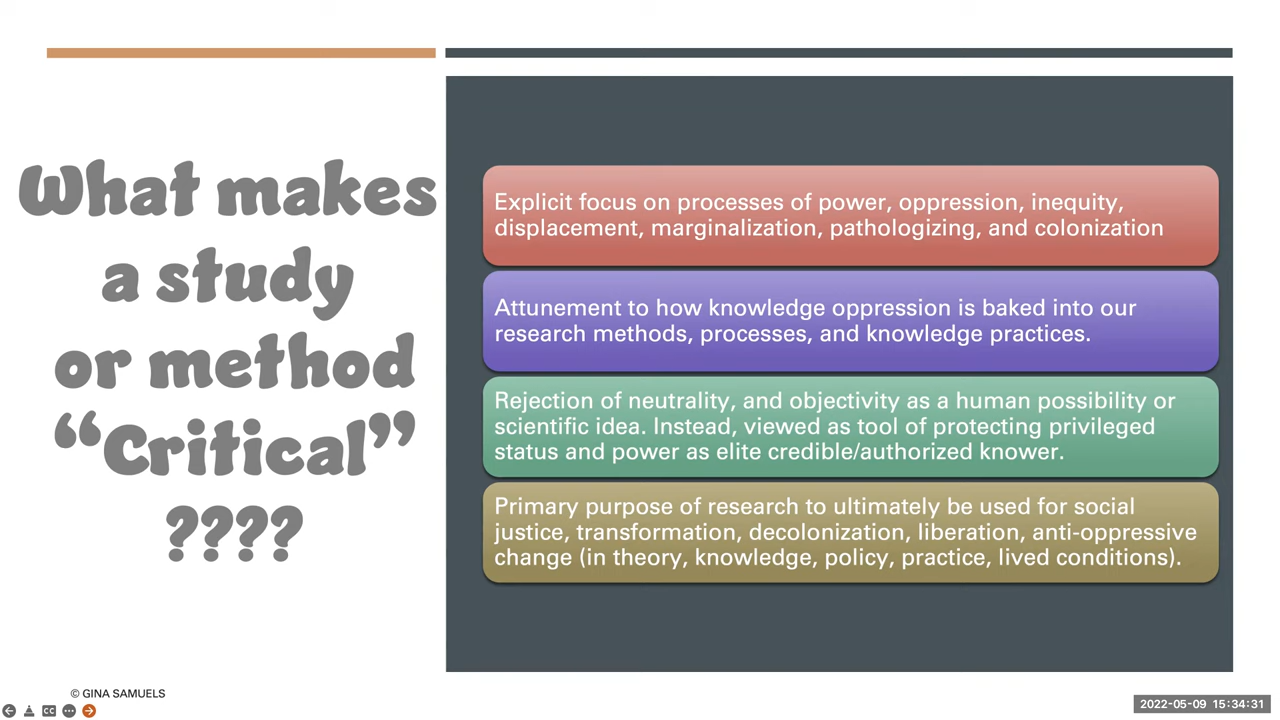 What makes
a study
or method
“Critical”
????
Explicit focus on processes of power, oppression, inequity,
displacement, marginalization, pathologizing, and colonization
Attunement to how knowledge oppression is baked into our
research methods, processes, and knowledge practices.
Rejection of neutrality, and objectivity as a human possibility or
scientific idea. Instead, viewed as tool of protecting privileged
status and power as elite credible/authorized knower.
Primary purpose of research to ultimately be used for social
justice, transformation, decolonization, liberation, anti-oppressive
change (in theory, knowledge, policy, practice, lived conditions).
© GINA SAMUELS
CC
2022-05-09 15:34:31